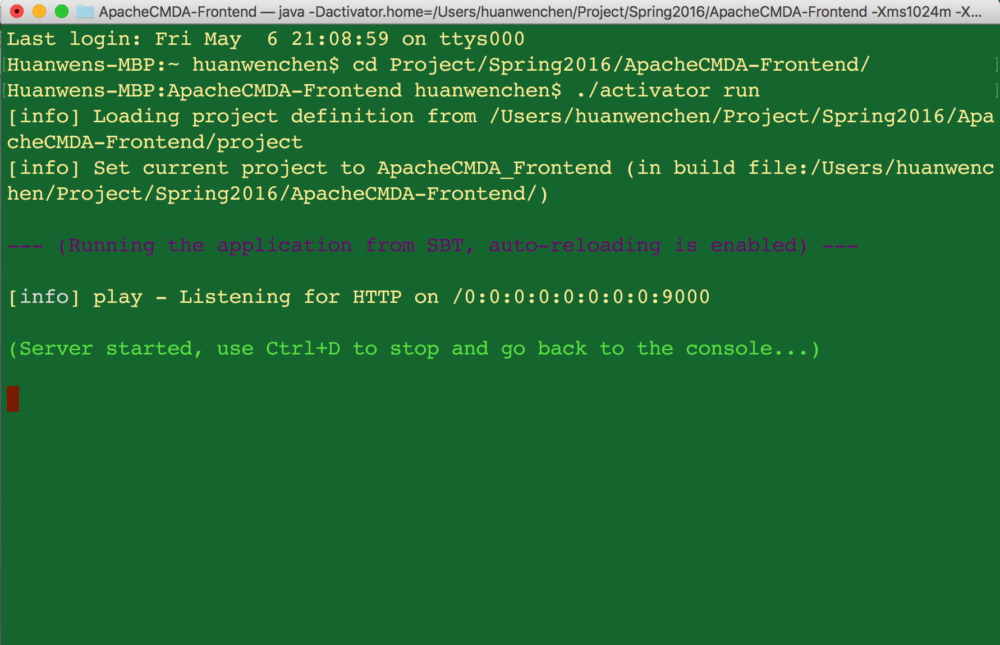 ApacheCMDA-Frontend — java -Dactivator.home=/Users/huanwenchen/Project/Spring2016/ApacheCMDA-Frontend -Xms1024m -X...
Last login: Fri May  6 21:08:59 on ttys000
[Huanwens-MBP:~ huanwenchen$ cd Project/Spring2016/ApacheCMDA-Frontend/ ]
[Huanwens-MBP:ApacheCMDA-Frontend huanwenchen$ ./activator run ]
[info] Loading project definition from /Users/huanwenchen/Project/Spring2016/Apa
cheCMDA-Frontend/project
[info] Set current project to ApacheCMDA_Frontend (in build file:/Users/huanwenc
hen/Project/Spring2016/ApacheCMDA-Frontend/)
--- (Running the application from SBT, auto-reloading is enabled) ---
[info] play - Listening for HTTP on /0:0:0:0:0:0:0:0:9000
(Server started, use Ctrl+D to stop and go back to the console...)